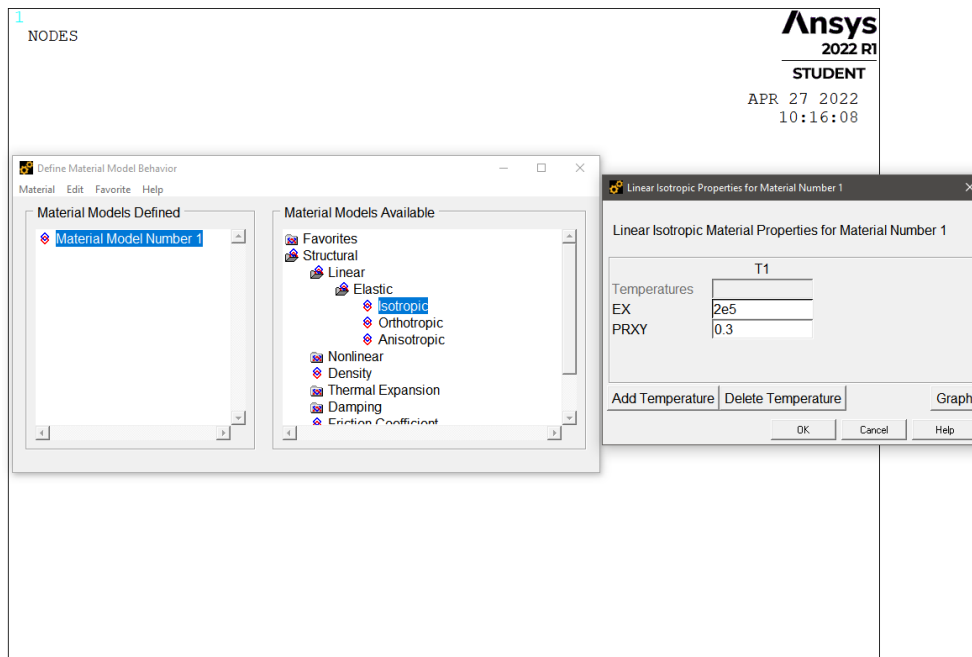 1
NODES
Ansys
2022 R1
STUDENT
APR 27 2022
10:16:08
Define Material Model Behavior
Material Edit Favorite Help
Material Models Defined
Material Model Number 1
Material Models Available
Favorites
Structural
Linear
Elastic
Isotropic
Orthotropic
Anisotropic
Nonlinear
Density
Thermal Expansion
Damping
Friction Coefficient
Linear Isotropic Properties for Material Number 1
Linear Isotropic Material Properties for Material Number 1
T1
Temperatures
EX 2e5
PRXY 0.3
Add Temperature Delete Temperature Graph
OK Cancel Help